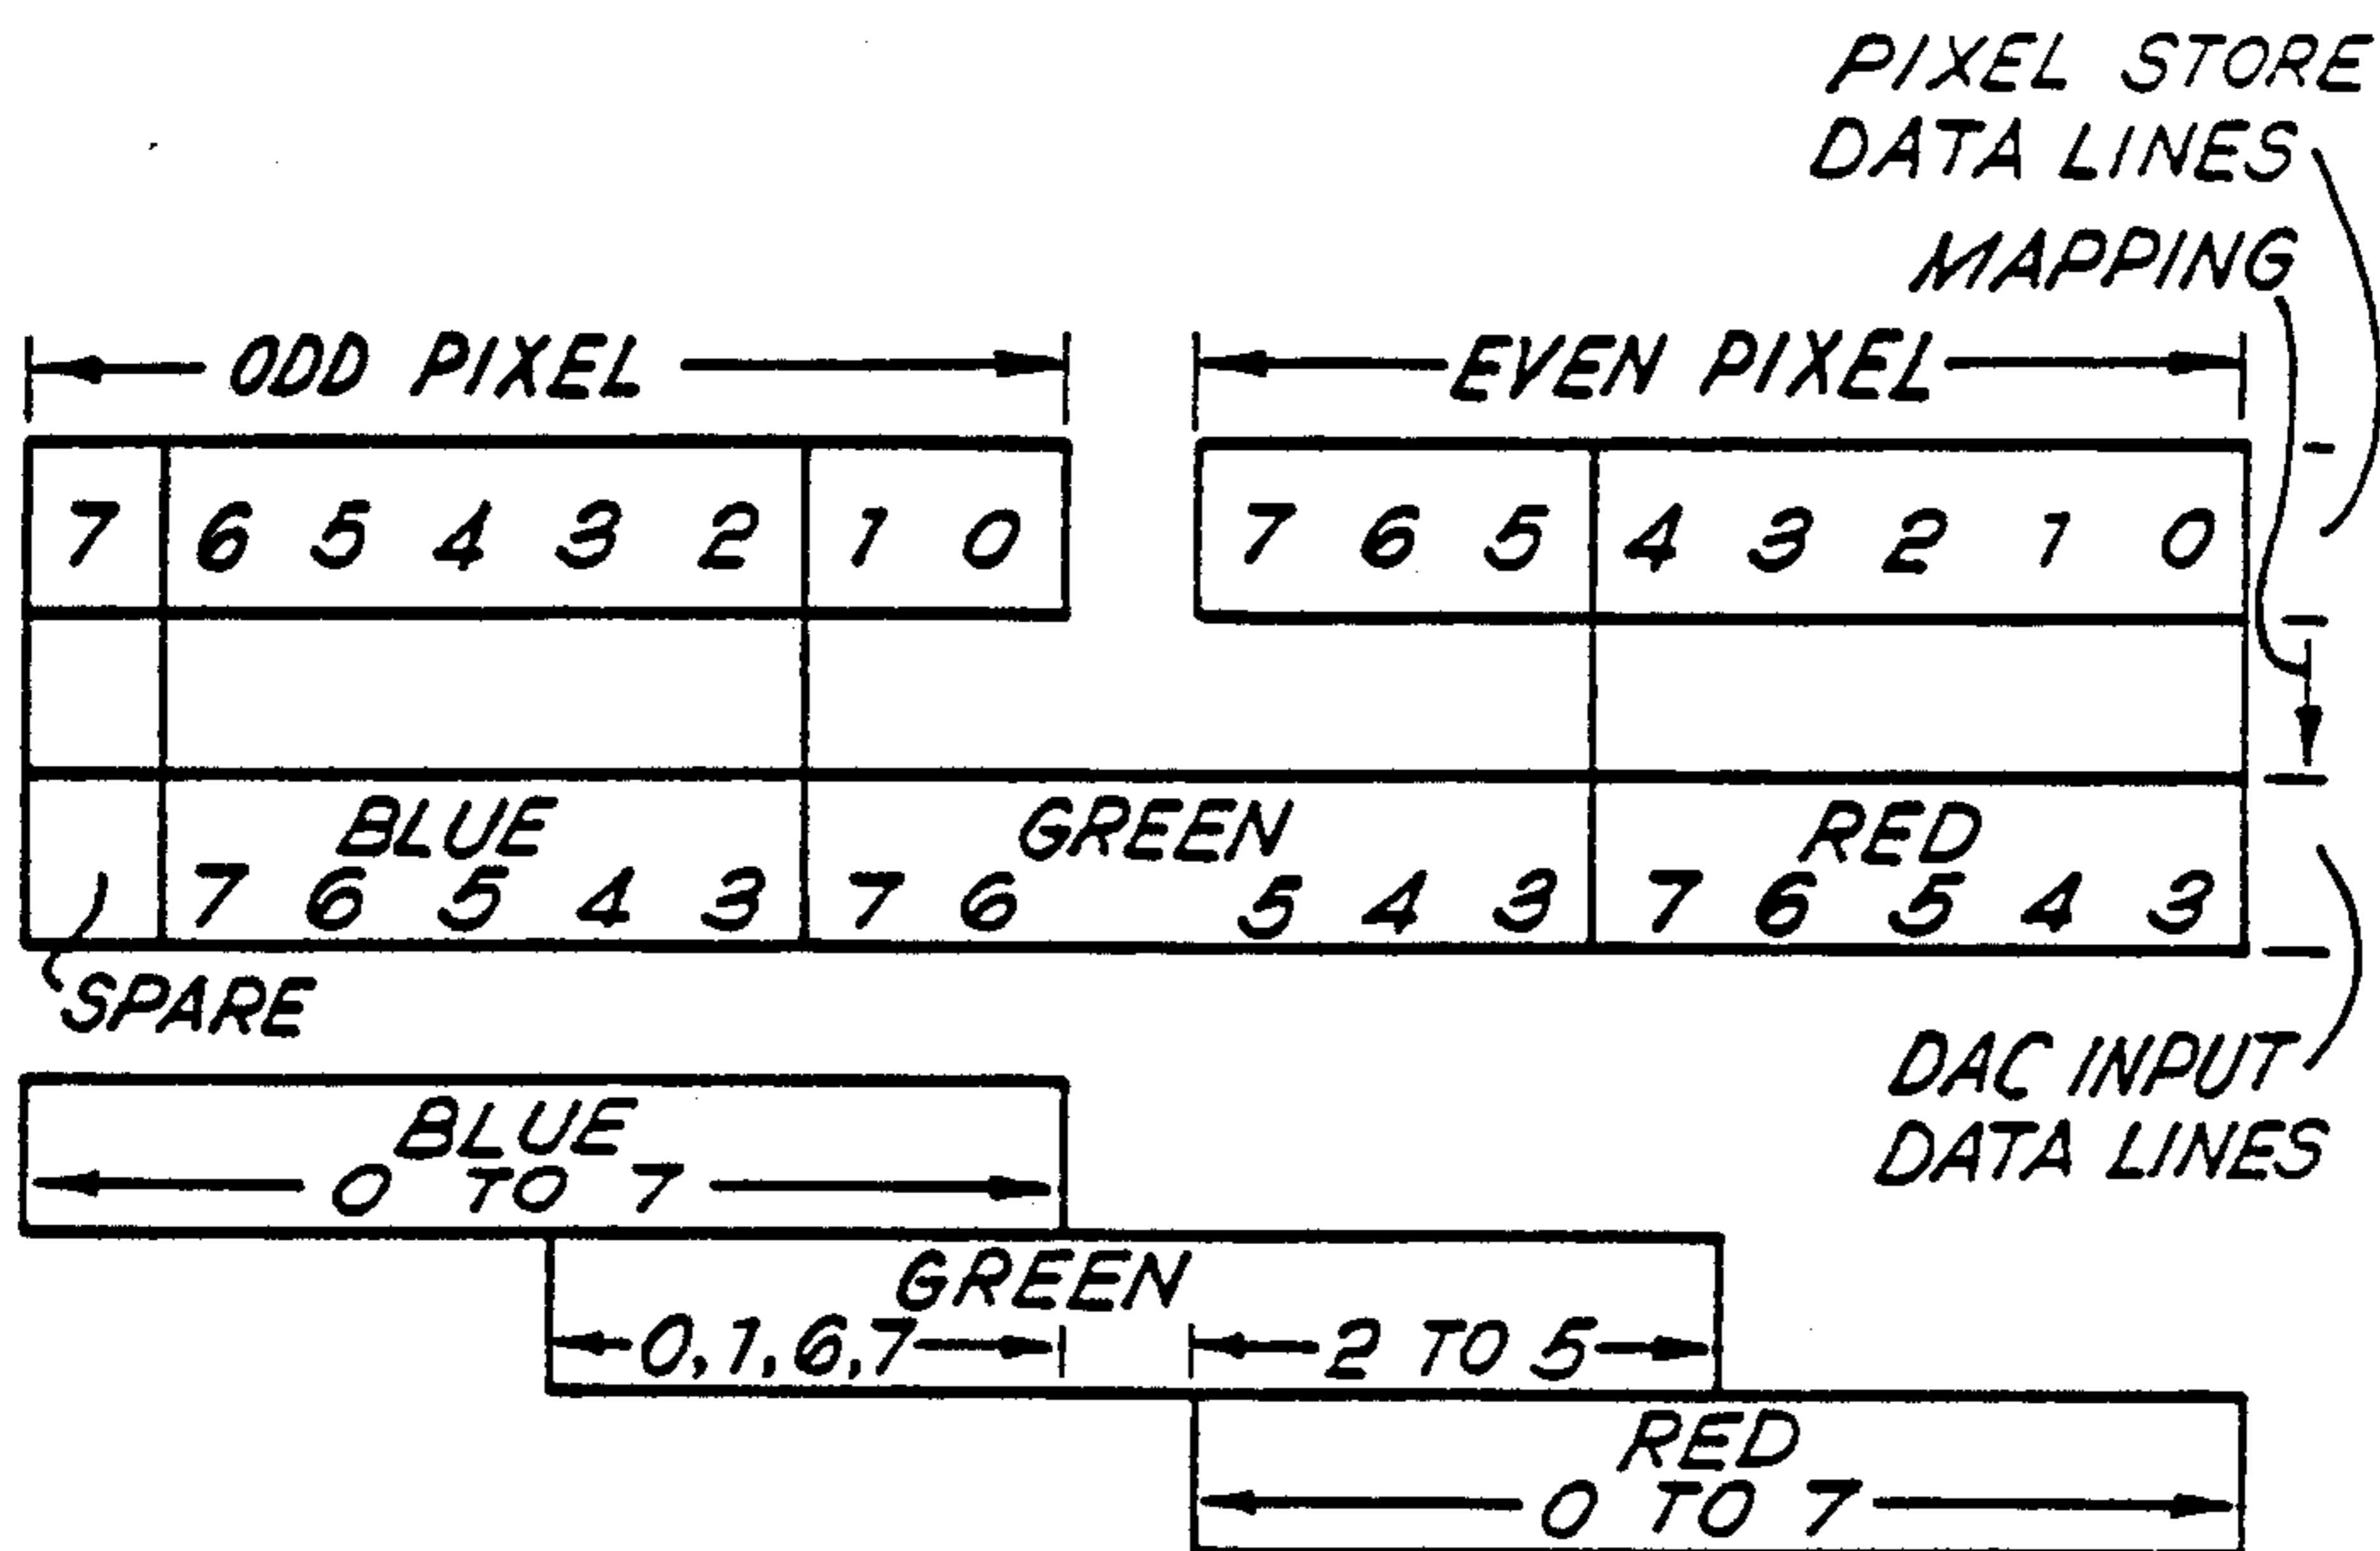 PIXEL STORE
DATA LINES
MAPPING
ODD PIXEL EVEN PIXEL
7 6 5 4 3 2 1 0 7 6 5 4 3 2 1 0
BLUE GREEN RED
7 6 5 4 3 7 6 5 4 3 7 6 5 4 3
SPARE
DAC INPUT
DATA LINES
BLUE
0 TO 7
GREEN
0,1,6,7 2 TO 5
RED
0 TO 7